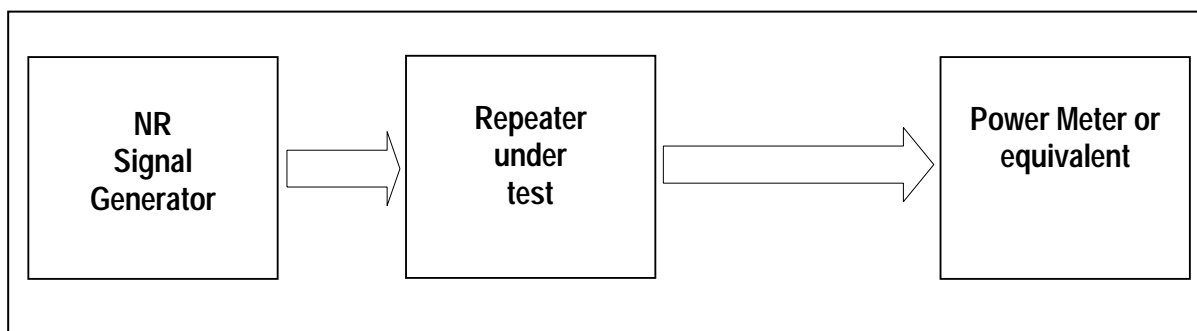 NR
Signal
Generator
Repeater
under
test
Power Meter or
equivalent